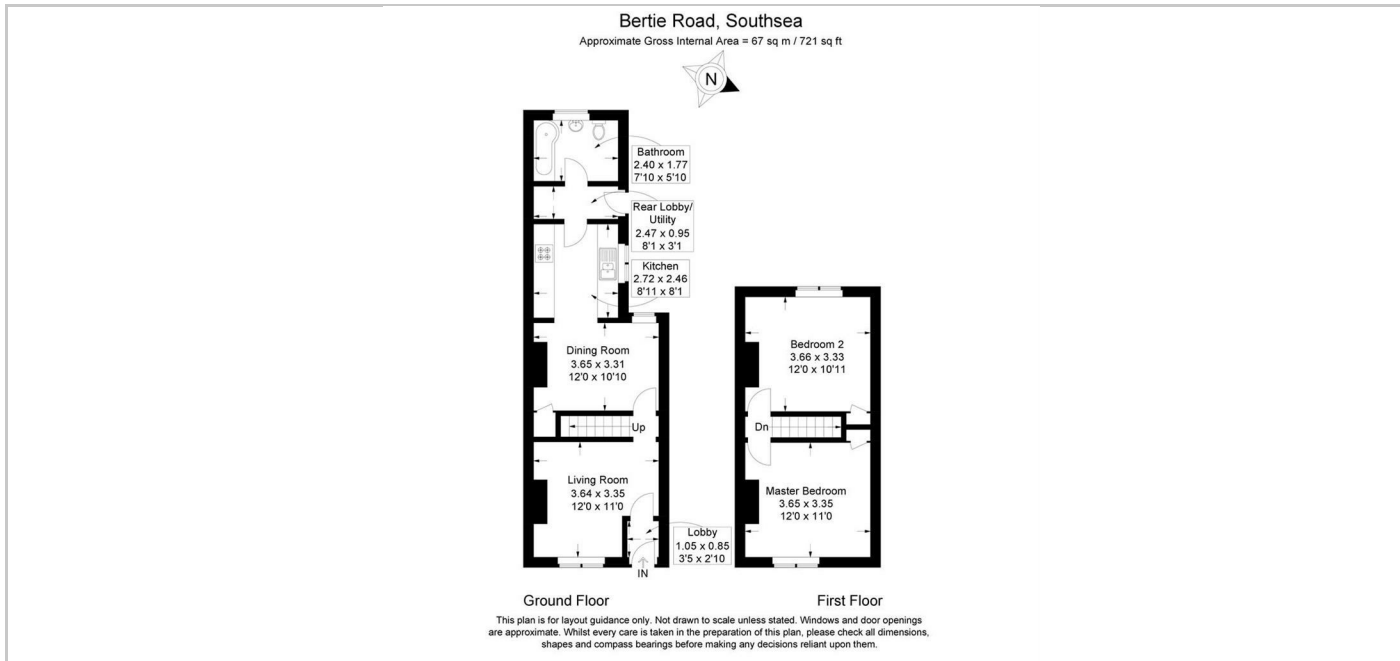 Bertie Road, Southsea
Approximate Gross Internal Area = 67 sq m / 721 sq ft
N
Bathroom
2.40 x 1.77
7'10 x 5'10
Rear Lobby/
Utility
2.47 x 0.95
8'1 x 3'1
Kitchen
2.72 x 2.46
8'11 x 8'1
Dining Room
3.65 x 3.31
12'0 x 10'10
Up
Living Room
3.64 x 3.35
12'0 x 11'0
Lobby
1.05 x 0.85
3'5 x 2'10
IN
Bedroom 2
3.66 x 3.33
12'0 x 10'11
Dn
Master Bedroom
3.65 x 3.35
12'0 x 11'0
Ground Floor
First Floor
This plan is for layout guidance only. Not drawn to scale unless stated. Windows and door openings
are approximate. Whilst every care is taken in the preparation of this plan, please check all dimensions,
shapes and compass bearings before making any decisions reliant upon them.